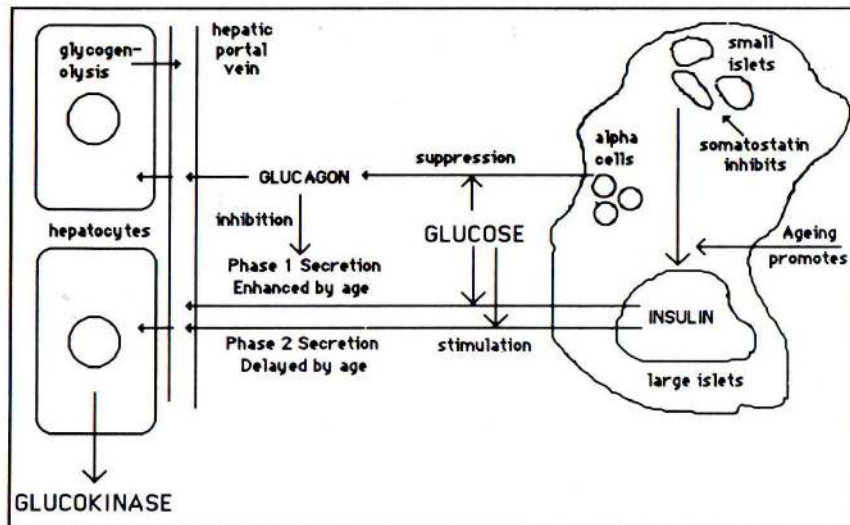 glycogen-
olysis
hepatic
portal
vein
small
islets
somatostatin
inhibits
alpha
cells
suppression
GLUCAGON
inhibition
hepatocytes
GLUCOSE
Ageing
promotes
Phase 1 Secretion
Enhanced by age
INSULIN
Phase 2 Secretion
Delayed by age
stimulation
large islets
GLUCOKINASE